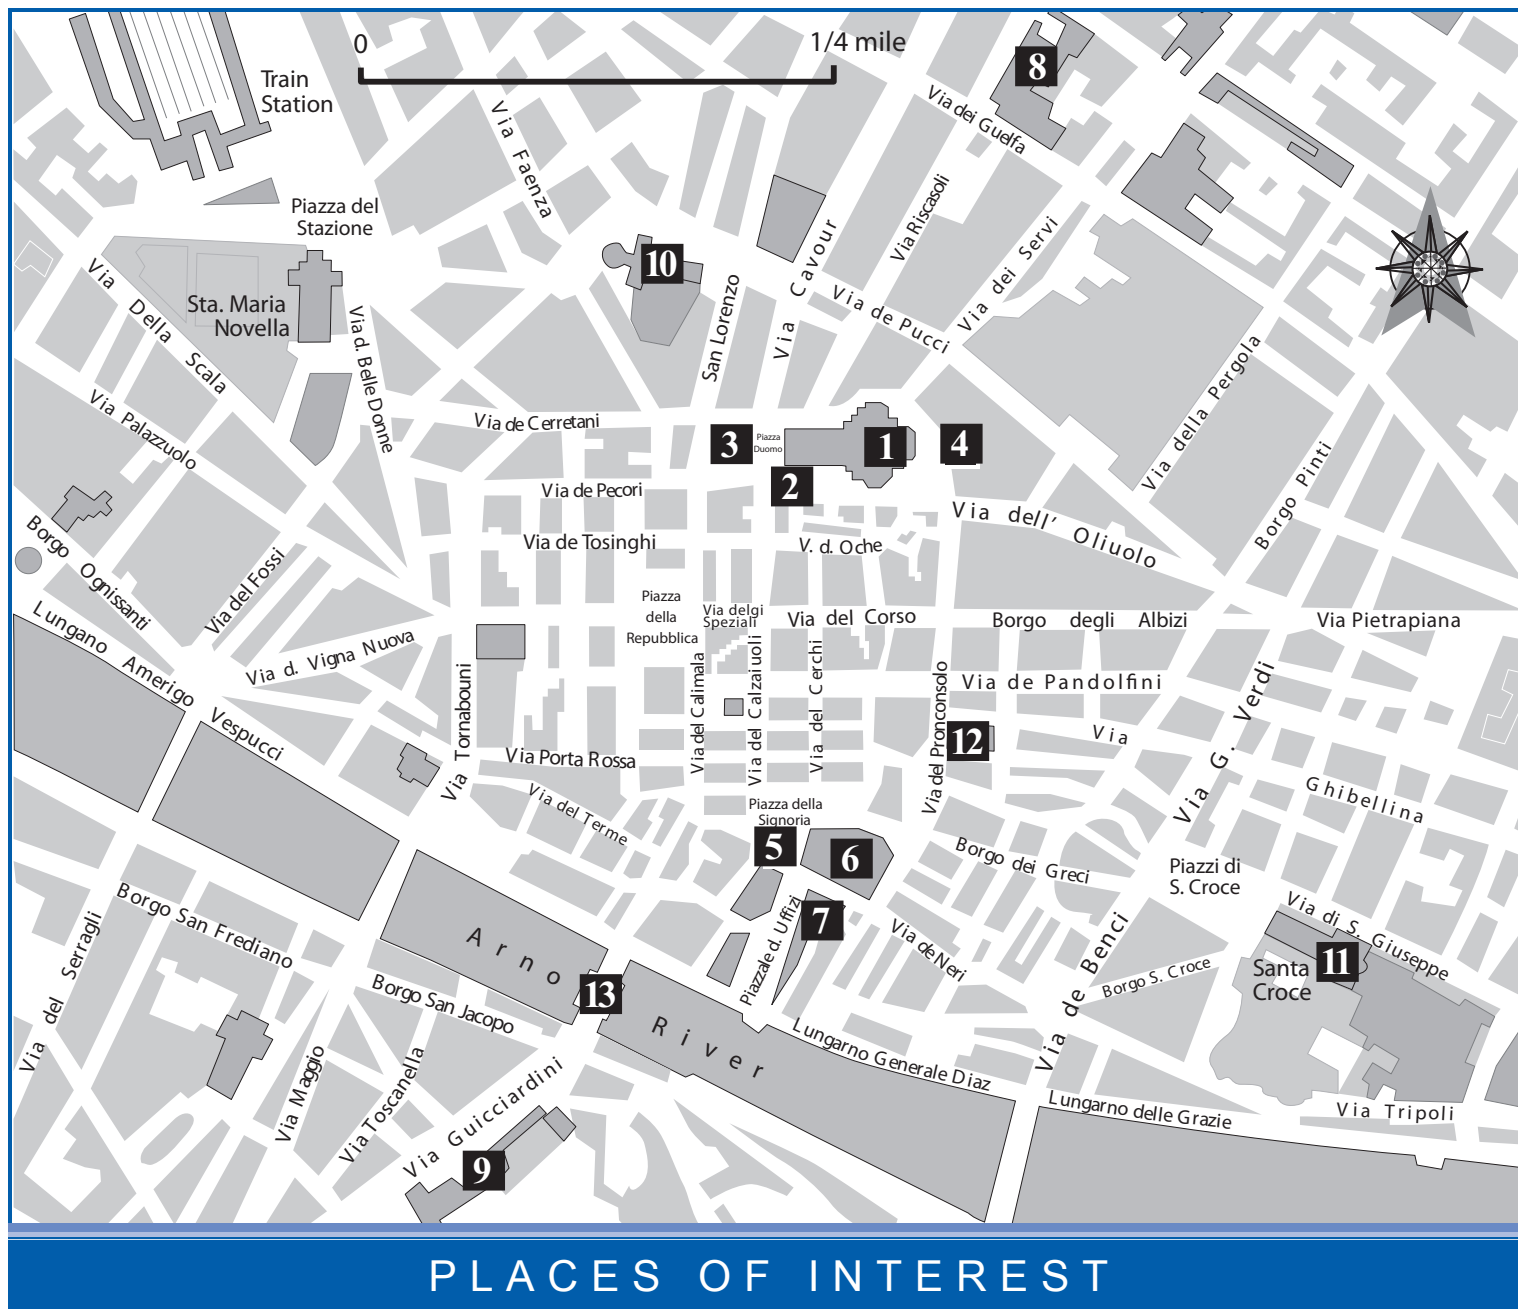 0
1/4 mile
Train
Station
8
Via dei Guelfa
Via Faenza
Piazza del
Stazione
Via Riscasoli
Via dei Servi
10
Via Cavour
San Lorenzo
Via de Pucci
Via Della Scala
Sta. Maria
Novella
Via d. Belle Donne
Via Palazzuolo
Via de Cerretani
3
Piazza
Duomo
1
4
2
Via della Pergola
Borgo Pinti
Via de Pecori
Via dell' Oliuolo
Via de Tosinghi
V. d. Oche
Borgo Ognissanti
Via del Fossi
Lungano Amerigo Vespucci
Piazza
della
Repubblica
Via delgi
Speziali
Via del Corso
Borgo degli Albizi
Via Pietrapiana
Via d. Vigna Nuova
Via Tornabouni
Via del Calimala
Via del Calzaiuoli
Via del Cerchi
Via del Pronconsolo
Via de Pandolfini
12
Via Ghibellina
Via G. Verdi
Via Porta Rossa
Via del Terme
Piazza della
Signoria
5
6
7
Borgo dei Greci
Piazzi di
S. Croce
Via di S. Giuseppe
Borgo San Frediano
Via del Serragli
Arno River
13
Piazzale d. Uffizi
Via de Neri
Via de Benci
Borgo S. Croce
Santa
Croce
11
Borgo San Jacopo
Lungarno Generale Diaz
Lungarno delle Grazie
Via Tripoli
Via Maggio
Via Toscanella
Via Guicciardini
9
PLACES OF INTEREST